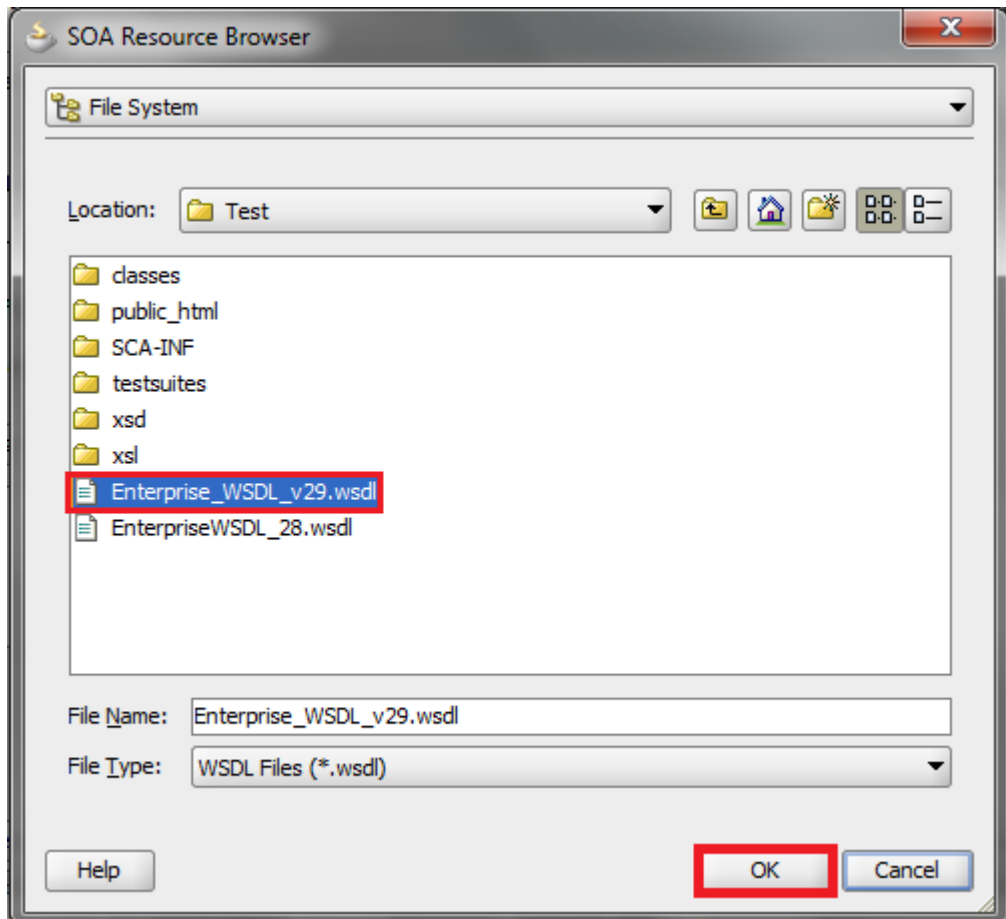 SOA Resource Browser
File System
Location: Test
classes
public_html
SCA-INF
testsuites
xsd
xsl
Enterprise_WSDL_v29.wsdl
EnterpriseWSDL_28.wsdl
File Name: Enterprise_WSDL_v29.wsdl
File Type: WSDL Files (*.wsdl)
Help OK Cancel